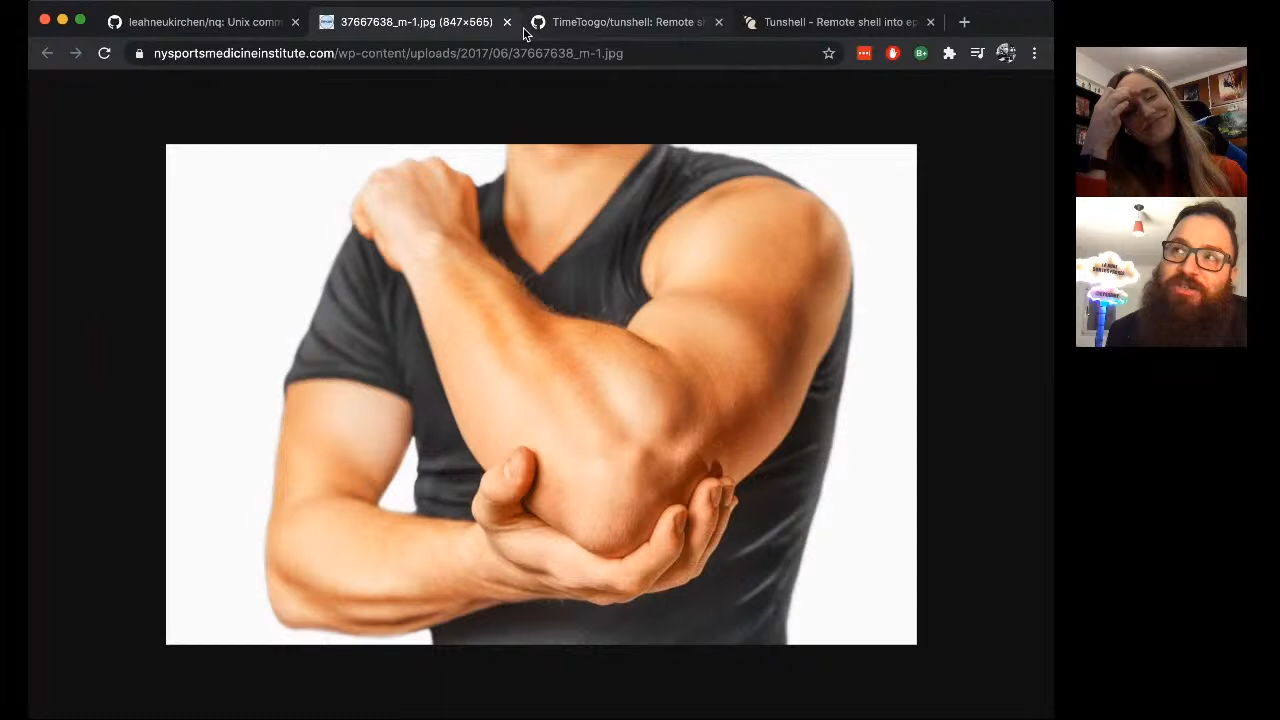 leahneukirchen/nq: Unix comm
37667638_m-1.jpg (847×565)
TimeToogo/tunshell: Remote s
Tunshell - Remote shell into ep
nysportsmedicineinstitute.com/wp-content/uploads/2017/06/37667638_m-1.jpg
B+